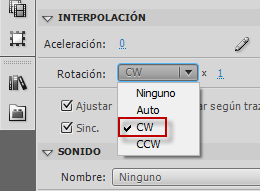 INTERPOLACIÓN
Aceleración: 0
Rotación: CW x 1
Ninguno
Auto
CW
CCW
Ajustar ar según traz
Sinc.
SONIDO
Nombre: Ninguno